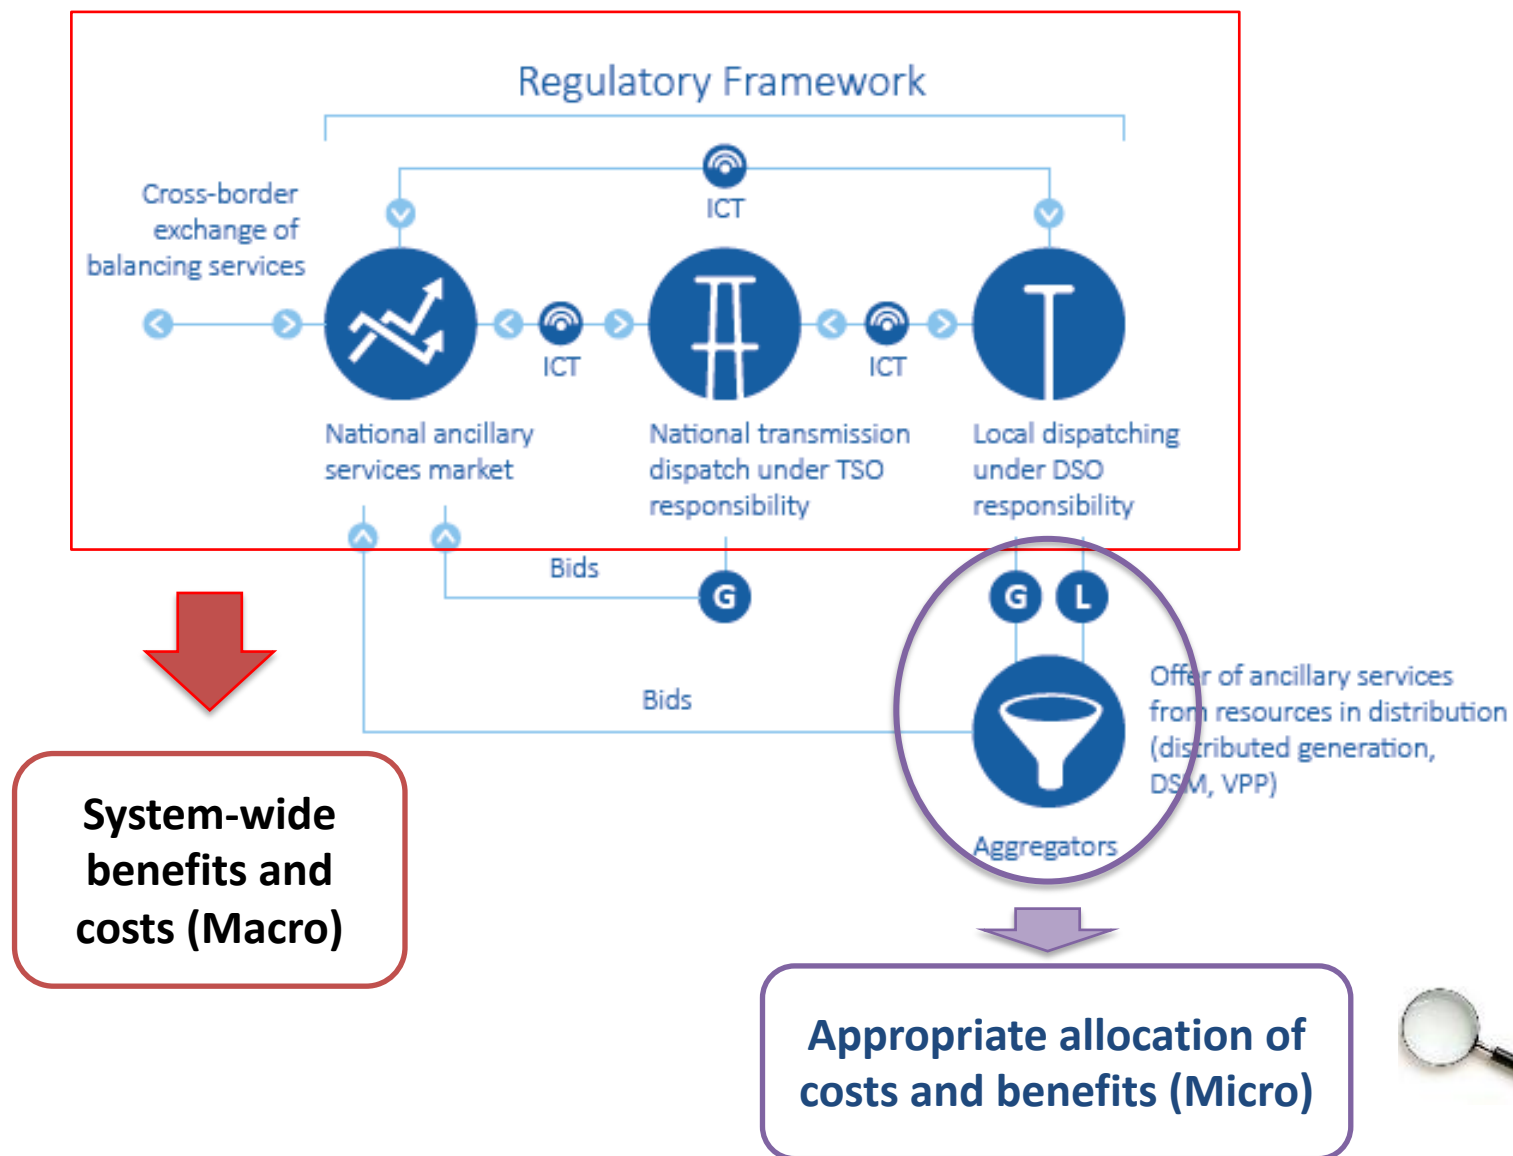 Regulatory Framework
ICT
Cross-border
exchange of
balancing services
ICT
ICT
National ancillary
services market
National transmission
dispatch under TSO
responsibility
Local dispatching
under DSO
responsibility
Bids
G
G
L
Bids
Offer of ancillary services
from resources in distribution
(distributed generation,
DSM, VPP)
Aggregators
System-wide
benefits and
costs (Macro)
Appropriate allocation of
costs and benefits (Micro)